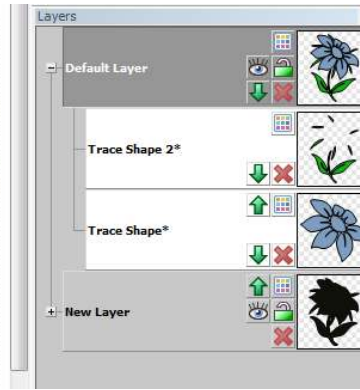 Layers
Default Layer
Trace Shape 2*
Trace Shape*
New Layer